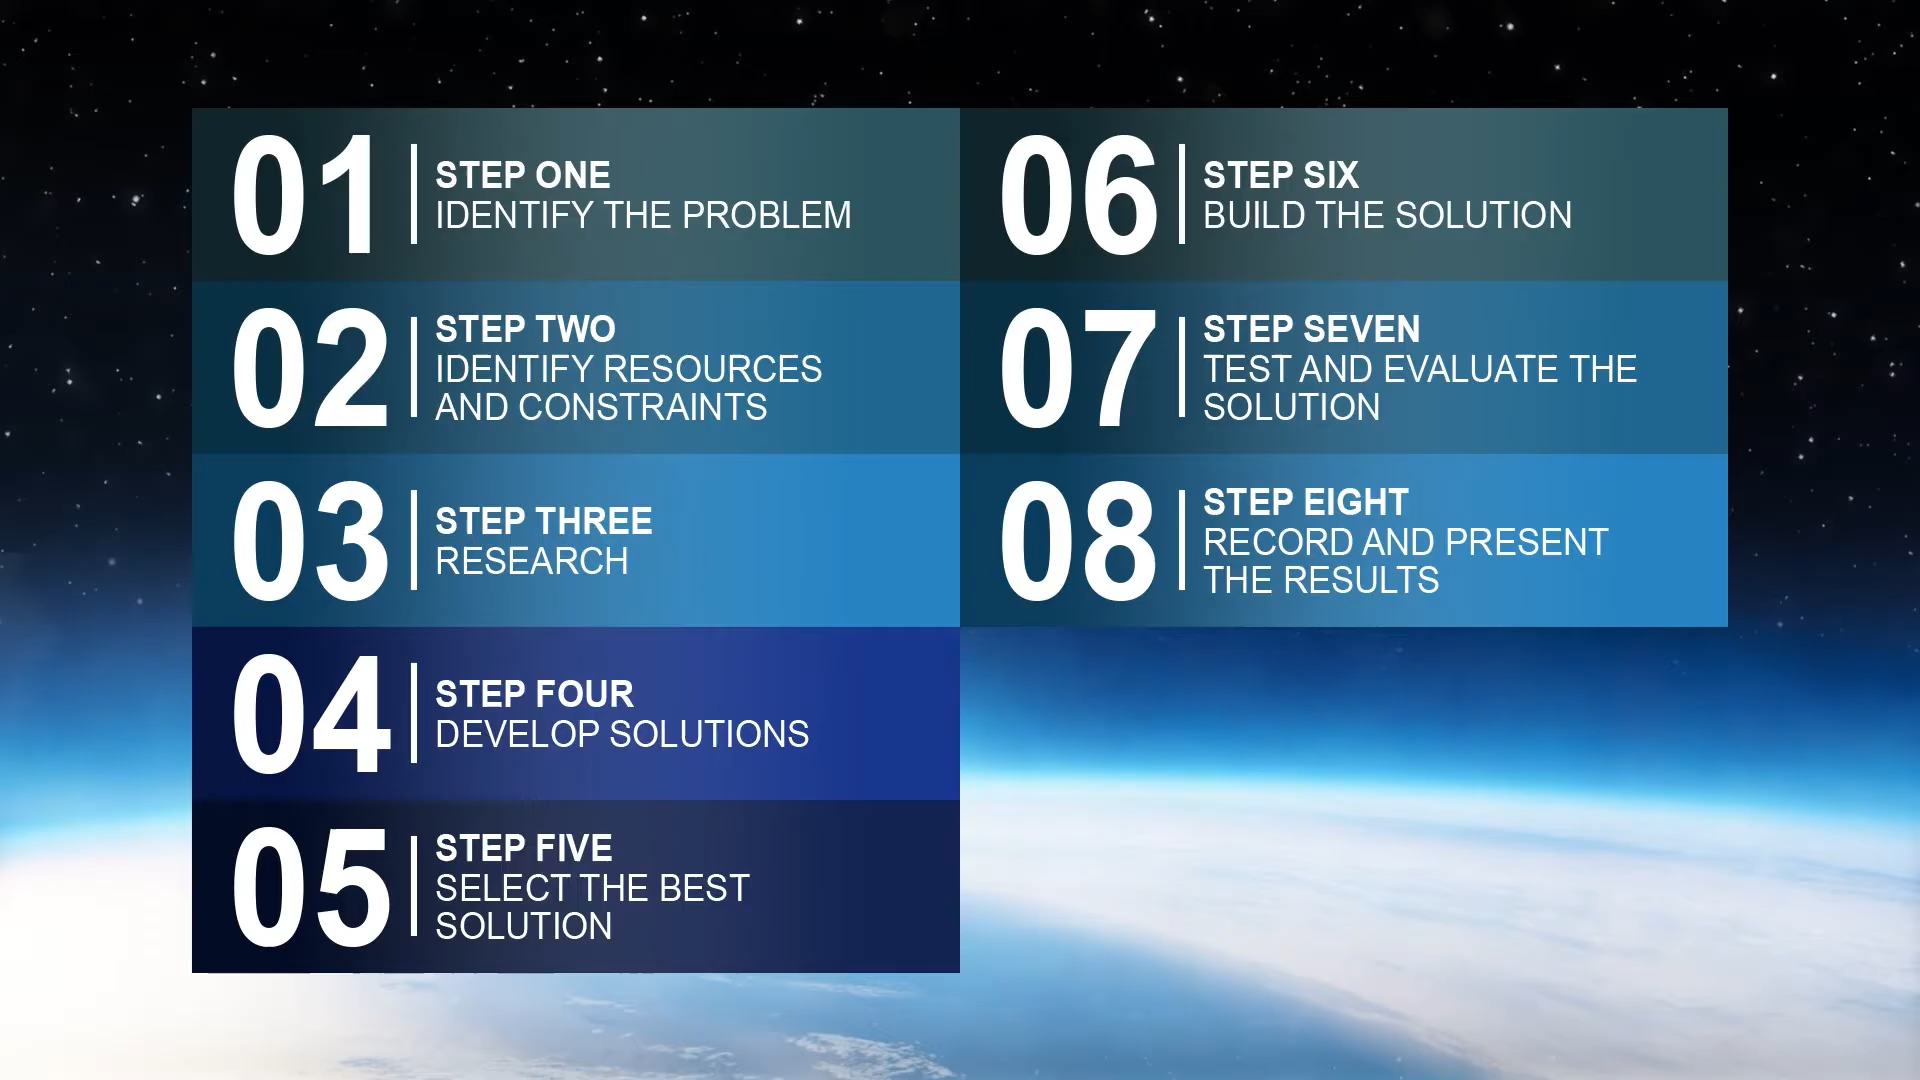 01
STEP ONE
IDENTIFY THE PROBLEM
02
STEP TWO
IDENTIFY RESOURCES
AND CONSTRAINTS
03
STEP THREE
RESEARCH
04
STEP FOUR
DEVELOP SOLUTIONS
05
STEP FIVE
SELECT THE BEST
SOLUTION
06
STEP SIX
BUILD THE SOLUTION
07
STEP SEVEN
TEST AND EVALUATE THE
SOLUTION
08
STEP EIGHT
RECORD AND PRESENT
THE RESULTS